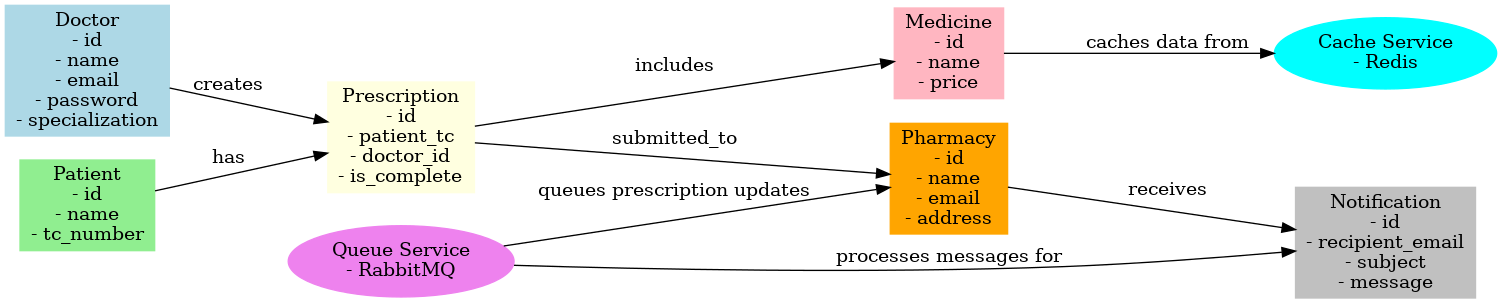 Doctor
- id
- name
- email
- password
- specialization
creates
Patient
- id
- name
- tc_number
has
Prescription
- id
- patient_tc
- doctor_id
- is_complete
Queue Service
- RabbitMQ
includes
submitted_to
queues prescription updates
processes messages for
Medicine
- id
- name
- price
caches data from
Cache Service
- Redis
Pharmacy
- id
- name
- email
- address
receives
Notification
- id
- recipient_email
- subject
- message